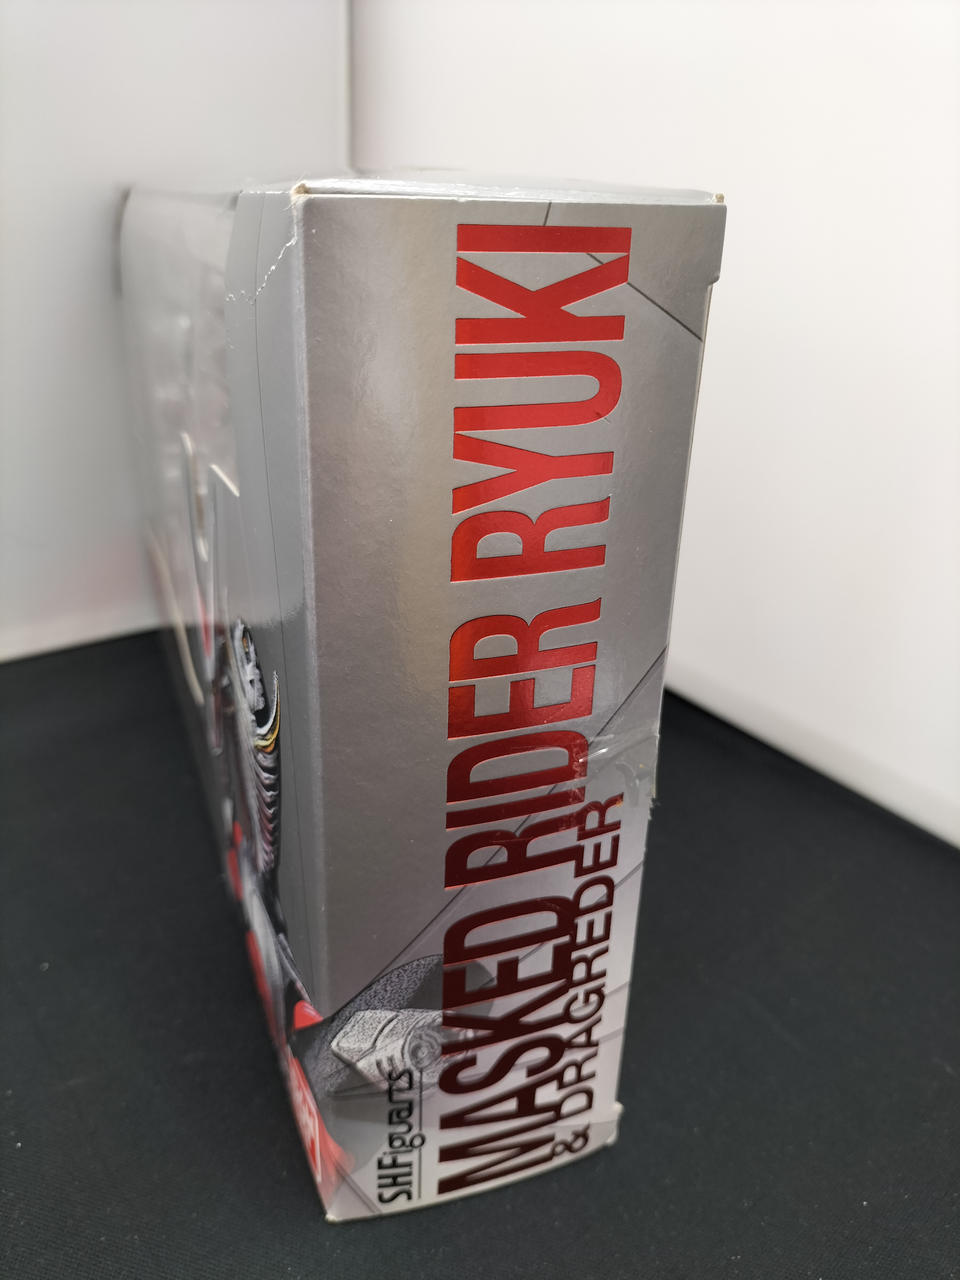 S.H.Figuarts
MASKED RIDER RYUKI
& DRAGREDER